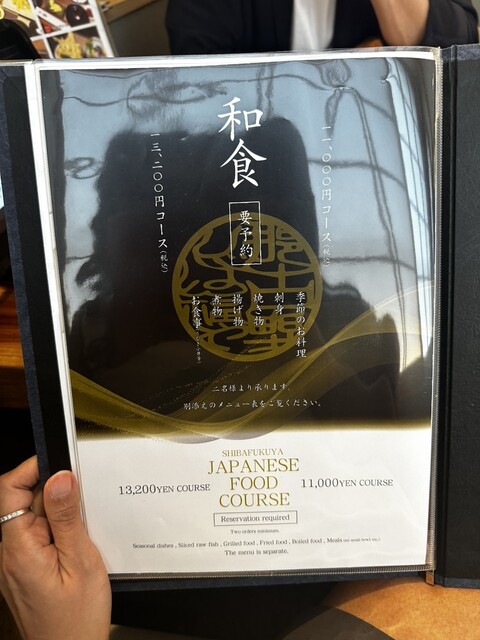 和食
一一、〇〇〇円コース(税込)
一三、二〇〇円コース(税込)
要予約
季節のお料理
刺身
焼き物
揚げ物
煮物
お食事
二名様より承ります。
別添えのメニュー表をご覧ください。
SHIBAFUKUYA
JAPANESE
FOOD
COURSE
13,200YEN COURSE
11,000YEN COURSE
Reservation required
Two orders minimum.
Seasonal dishes , Sliced raw fish , Grilled food , Fried food , Boiled food , Meals
The menu is separate.